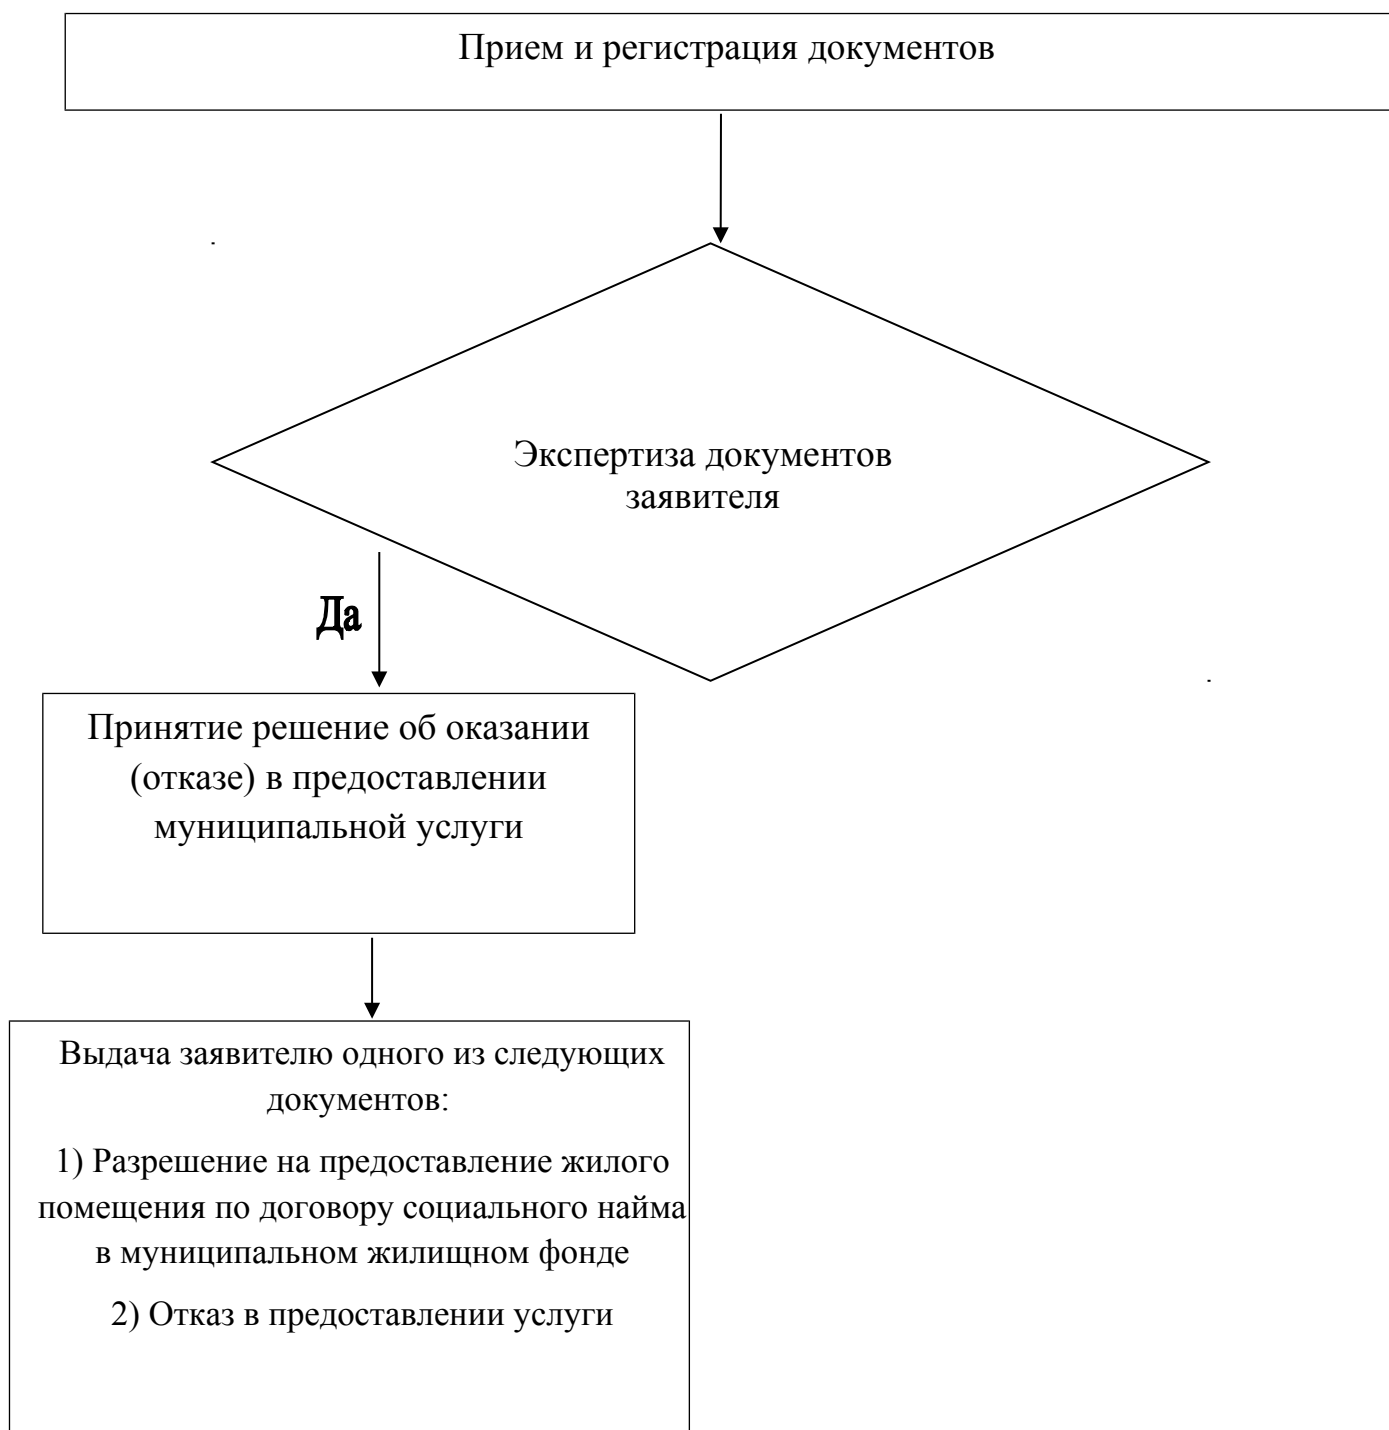 Прием и регистрация документов
Экспертиза документов
заявителя
Да
Принятие решение об оказании
(отказе) в предоставлении
муниципальной услуги
Выдача заявителю одного из следующих
документов:
1) Разрешение на предоставление жилого
помещения по договору социального найма
в муниципальном жилищном фонде
2) Отказ в предоставлении услуги